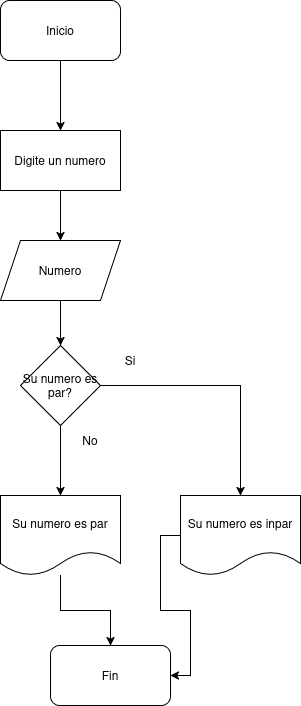 Inicio
Digite un numero
Numero
Si
Su numero es
par?
No
Su numero es par
Su numero es inpar
Fin